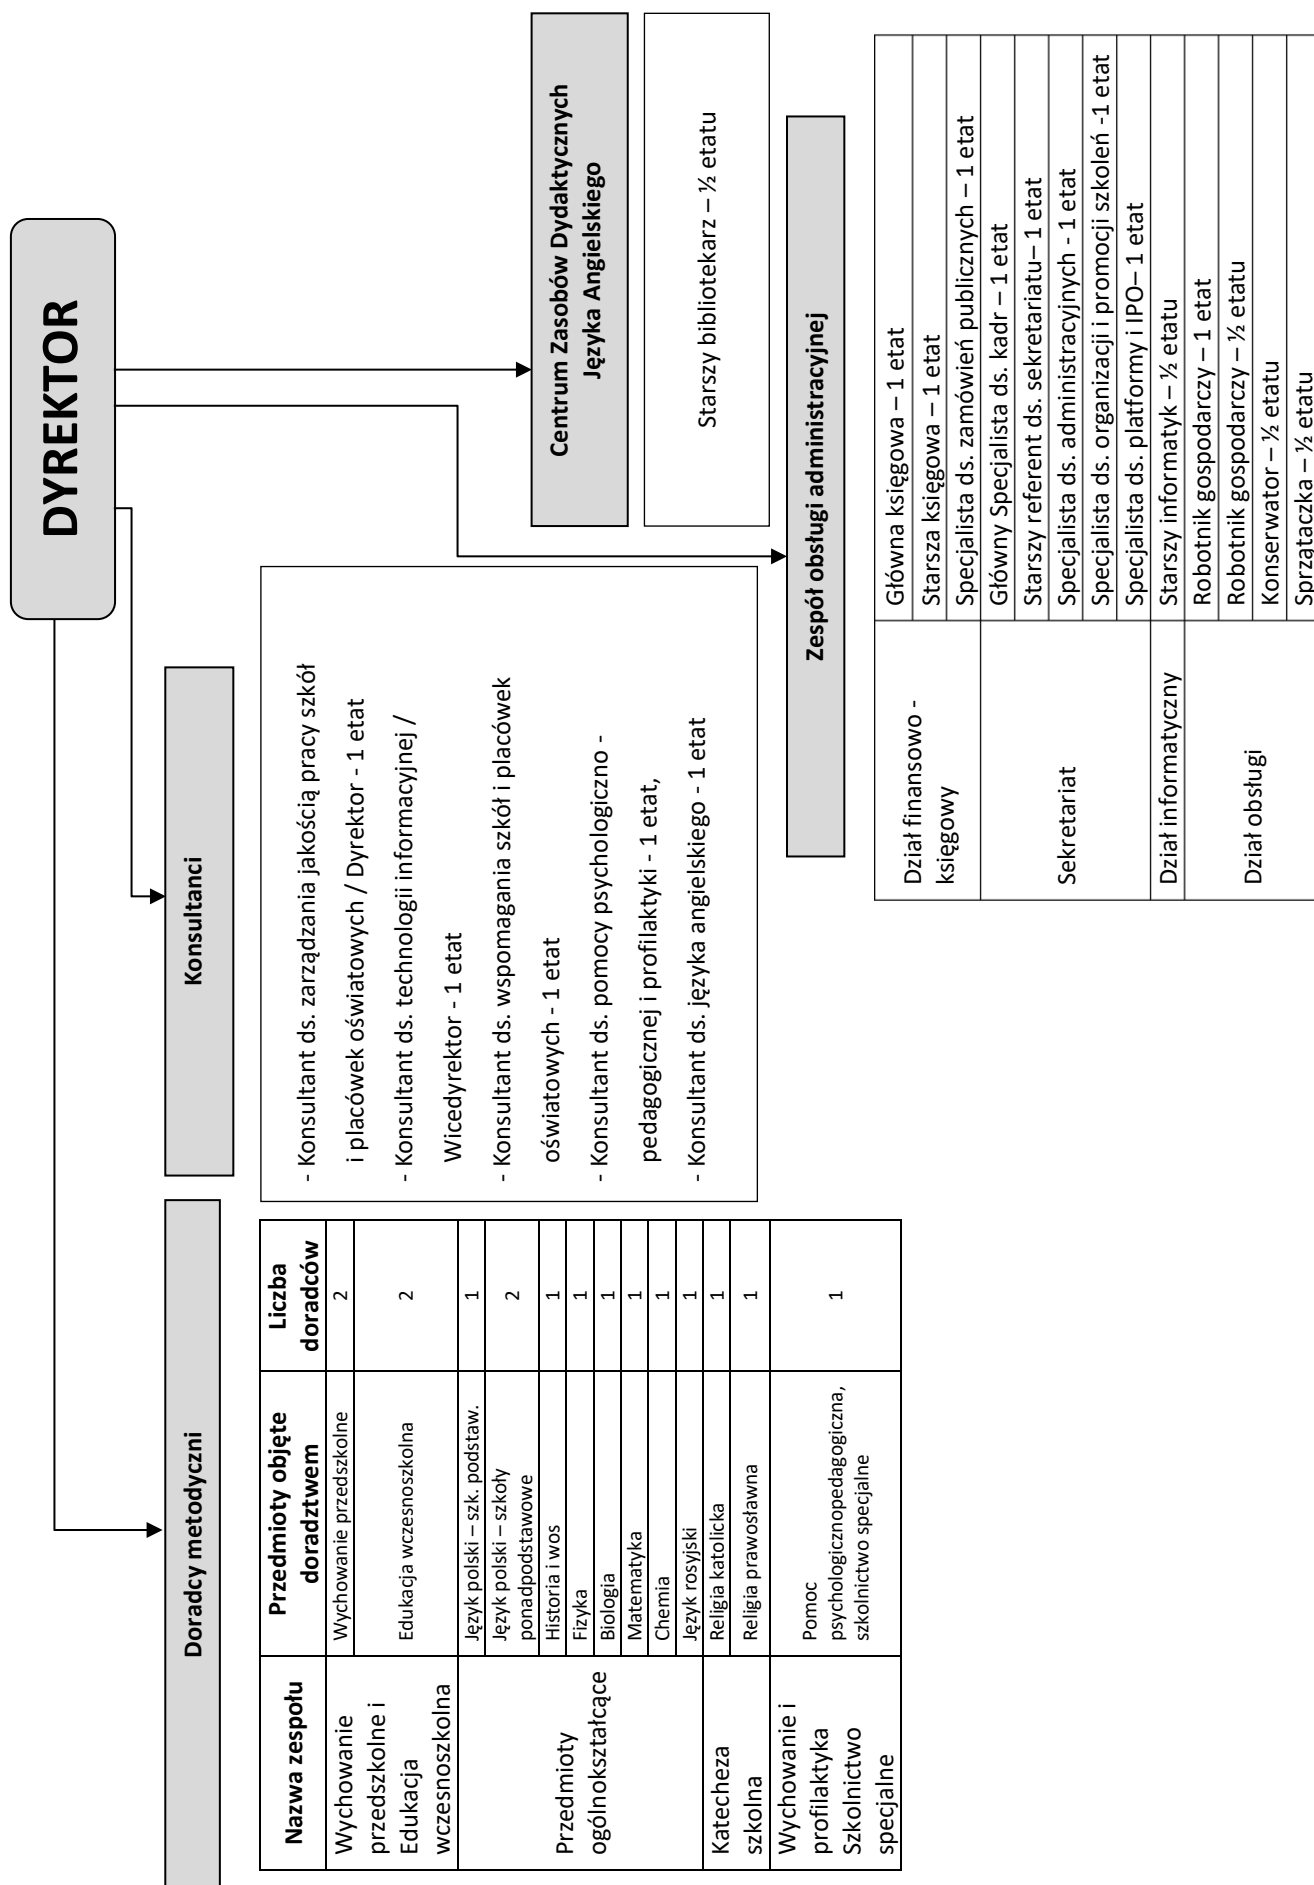 DYREKTOR
Doradcy metodyczni
Nazwa zespołu
Przedmioty objęte
doradztwem
Liczba
doradców
Wychowanie
przedszkolne i
Edukacja
wczesnoszkolna
Wychowanie przedszkolne
2
Edukacja wczesnoszkolna
2
Przedmioty
ogólnokształcące
Język polski – szk. podstaw.
1
Język polski – szkoły
ponadpodstawowe
2
Historia i wos
1
Fizyka
1
Biologia
1
Matematyka
1
Chemia
1
Język rosyjski
1
Katecheza
szkolna
Religia katolicka
1
Religia prawosławna
1
Wychowanie i
profilaktyka
Szkolnictwo
specjalne
Pomoc
psychologicznopedagogiczna,
szkolnictwo specjalne
1
Konsultanci
- Konsultant ds. zarządzania jakością pracy szkół
i placówek oświatowych / Dyrektor - 1 etat
- Konsultant ds. technologii informacyjnej /
Wicedyrektor - 1 etat
- Konsultant ds. wspomagania szkół i placówek
oświatowych - 1 etat
- Konsultant ds. pomocy psychologiczno -
pedagogicznej i profilaktyki - 1 etat,
- Konsultant ds. języka angielskiego - 1 etat
Centrum Zasobów Dydaktycznych
Języka Angielskiego
Starszy bibliotekarz – ½ etatu
Zespół obsługi administracyjnej
Dział finansowo -
księgowy
Główna księgowa – 1 etat
Starsza księgowa – 1 etat
Specjalista ds. zamówień publicznych – 1 etat
Sekretariat
Główny Specjalista ds. kadr – 1 etat
Starszy referent ds. sekretariatu– 1 etat
Specjalista ds. administracyjnych - 1 etat
Specjalista ds. organizacji i promocji szkoleń -1 etat
Specjalista ds. platformy i IPO– 1 etat
Dział informatyczny
Starszy informatyk – ½ etatu
Dział obsługi
Robotnik gospodarczy – 1 etat
Robotnik gospodarczy – ½ etatu
Konserwator – ½ etatu
Sprzątaczka – ½ etatu